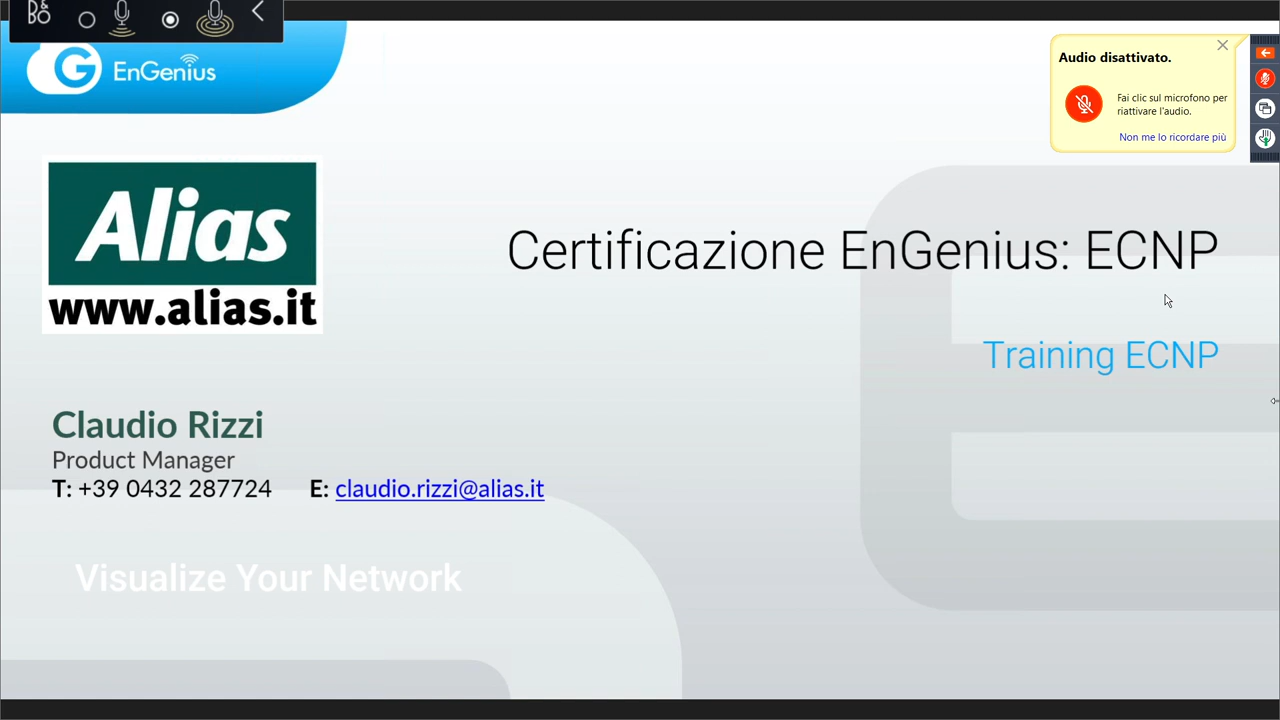 B&O
EnGenius
Audio disattivato.
Fai clic sul microfono per
riattivare l'audio.
Non me lo ricordare più
Alias
www.alias.it
Certificazione EnGenius: ECNP
Training ECNP
Claudio Rizzi
Product Manager
T: +39 0432 287724 E: claudio.rizzi@alias.it
Visualize Your Network